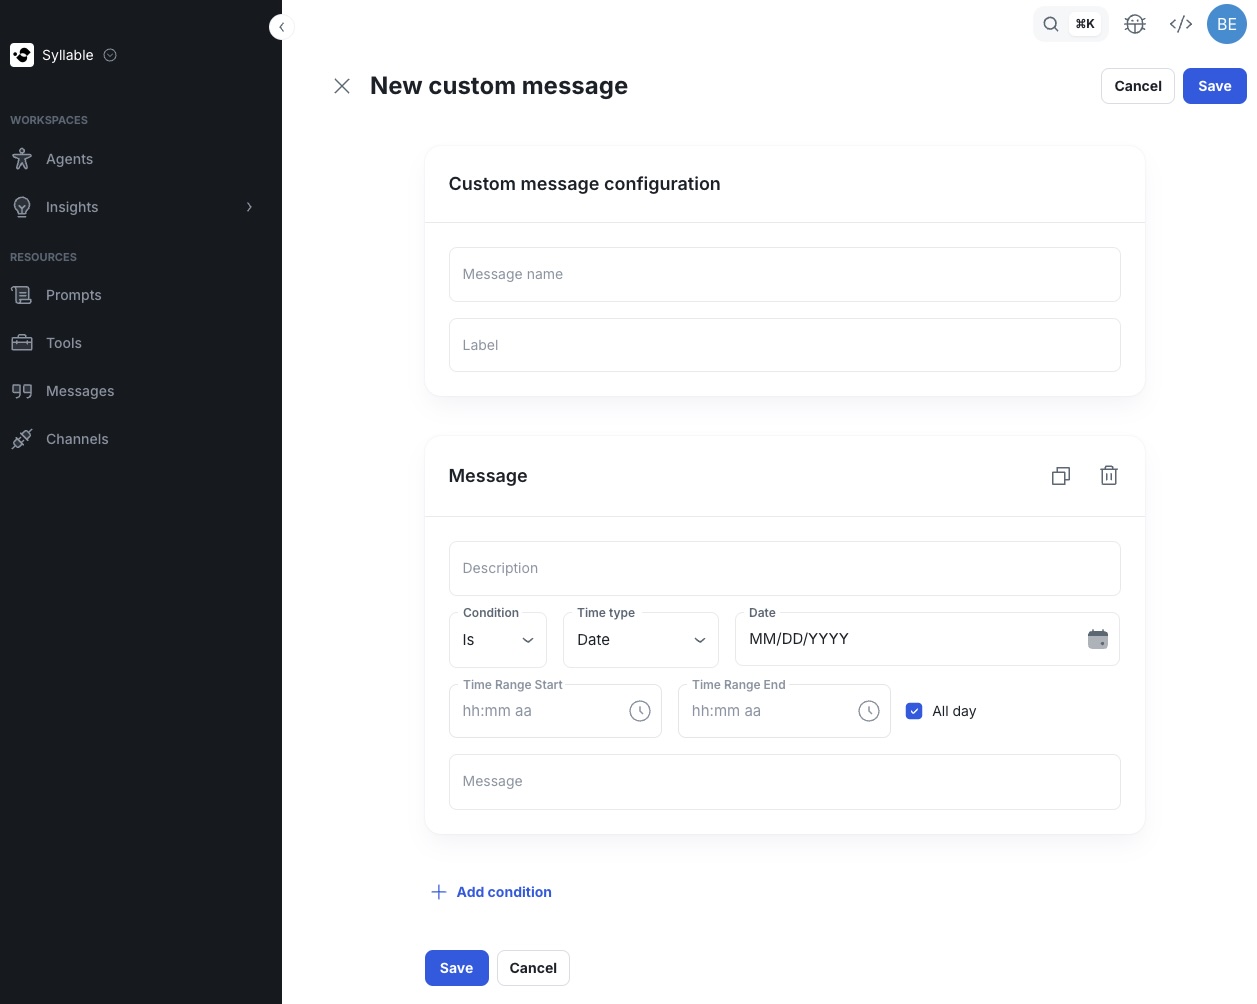 ⌘K
</>
BE
Syllable
New custom message
Cancel
Save
WORKSPACES
Agents
Insights
RESOURCES
Prompts
Tools
Messages
Channels
Custom message configuration
Message name
Label
Message
Description
Condition
Time type
Date
Is
Date
MM/DD/YYYY
Time Range Start
Time Range End
hh:mm aa
hh:mm aa
All day
Message
Add condition
Save
Cancel